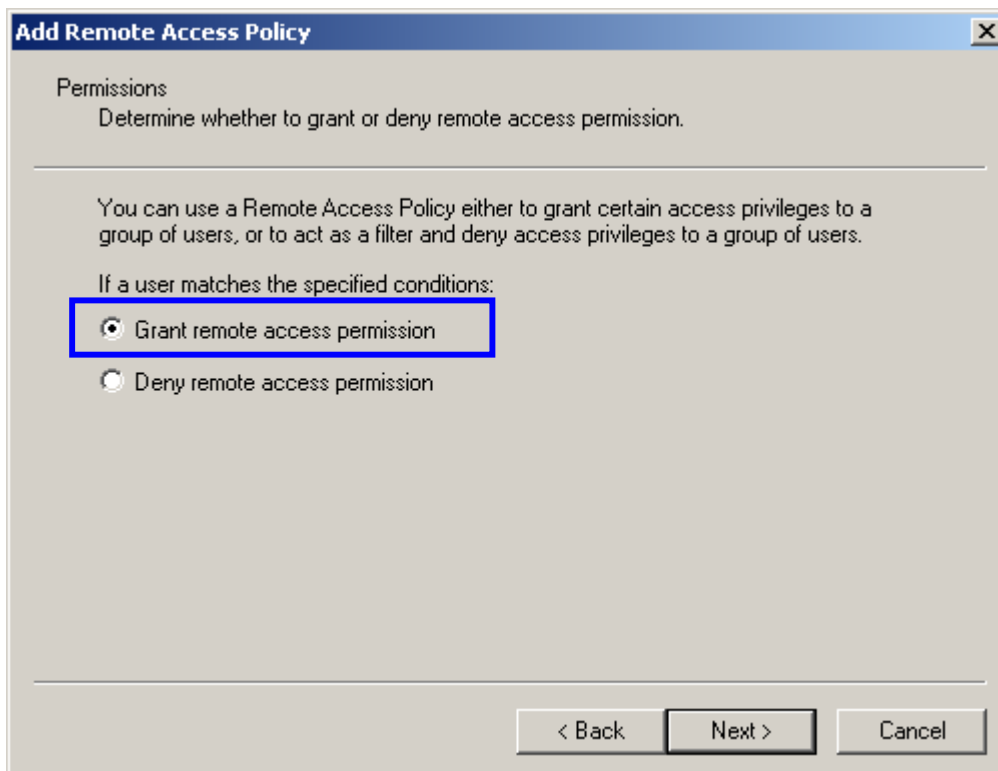 Add Remote Access Policy
Permissions
Determine whether to grant or deny remote access permission.
You can use a Remote Access Policy either to grant certain access privileges to a
group of users, or to act as a filter and deny access privileges to a group of users.
If a user matches the specified conditions:
Grant remote access permission
Deny remote access permission
< Back
Next >
Cancel